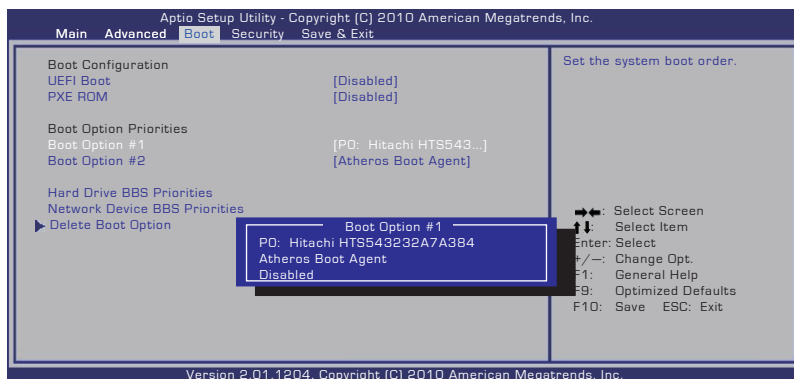 Aptio Setup Utility - Copyright (C) 2010 American Megatrends, Inc.
Main Advanced Boot Security Save & Exit
Boot Configuration
UEFI Boot [Disabled]
PXE ROM [Disabled]
Boot Option Priorities
Boot Option #1 [P0: Hitachi HTS543...]
Boot Option #2 [Atheros Boot Agent]
Hard Drive BBS Priorities
Network Device BBS Priorities
Delete Boot Option
Boot Option #1
P0: Hitachi HTS543232A7A384
Atheros Boot Agent
Disabled
Set the system boot order.
→←: Select Screen
↑↓: Select Item
Enter: Select
+/—: Change Opt.
F1: General Help
F9: Optimized Defaults
F10: Save ESC: Exit
Version 2.01.1204. Copyright (C) 2010 American Megatrends, Inc.